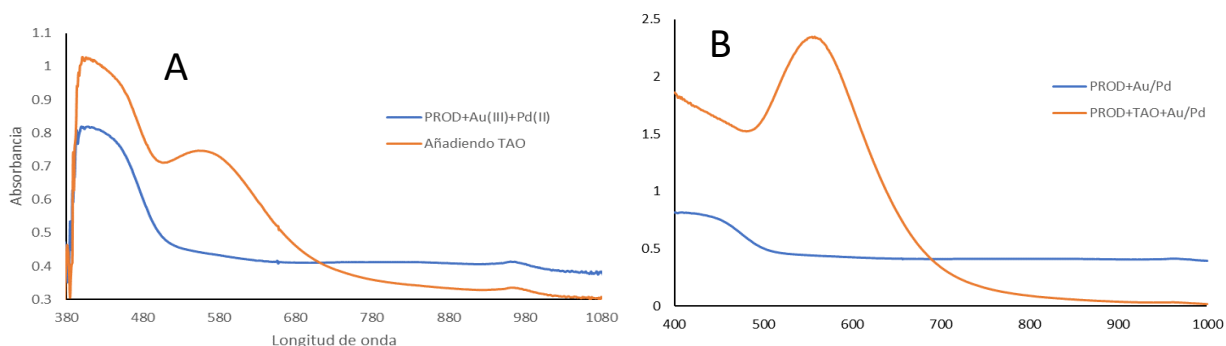 A
1.1
1
0.9
0.8
0.7
0.6
0.5
0.4
0.3
Absorbancia
380 480 580 680 780 880 980 1080
Longitud de onda
PROD+Au(III)+Pd(II)
Añadiendo TAO
B
2.5
2
1.5
1
0.5
0
400 500 600 700 800 900 1000
PROD+Au/Pd
PROD+TAO+Au/Pd